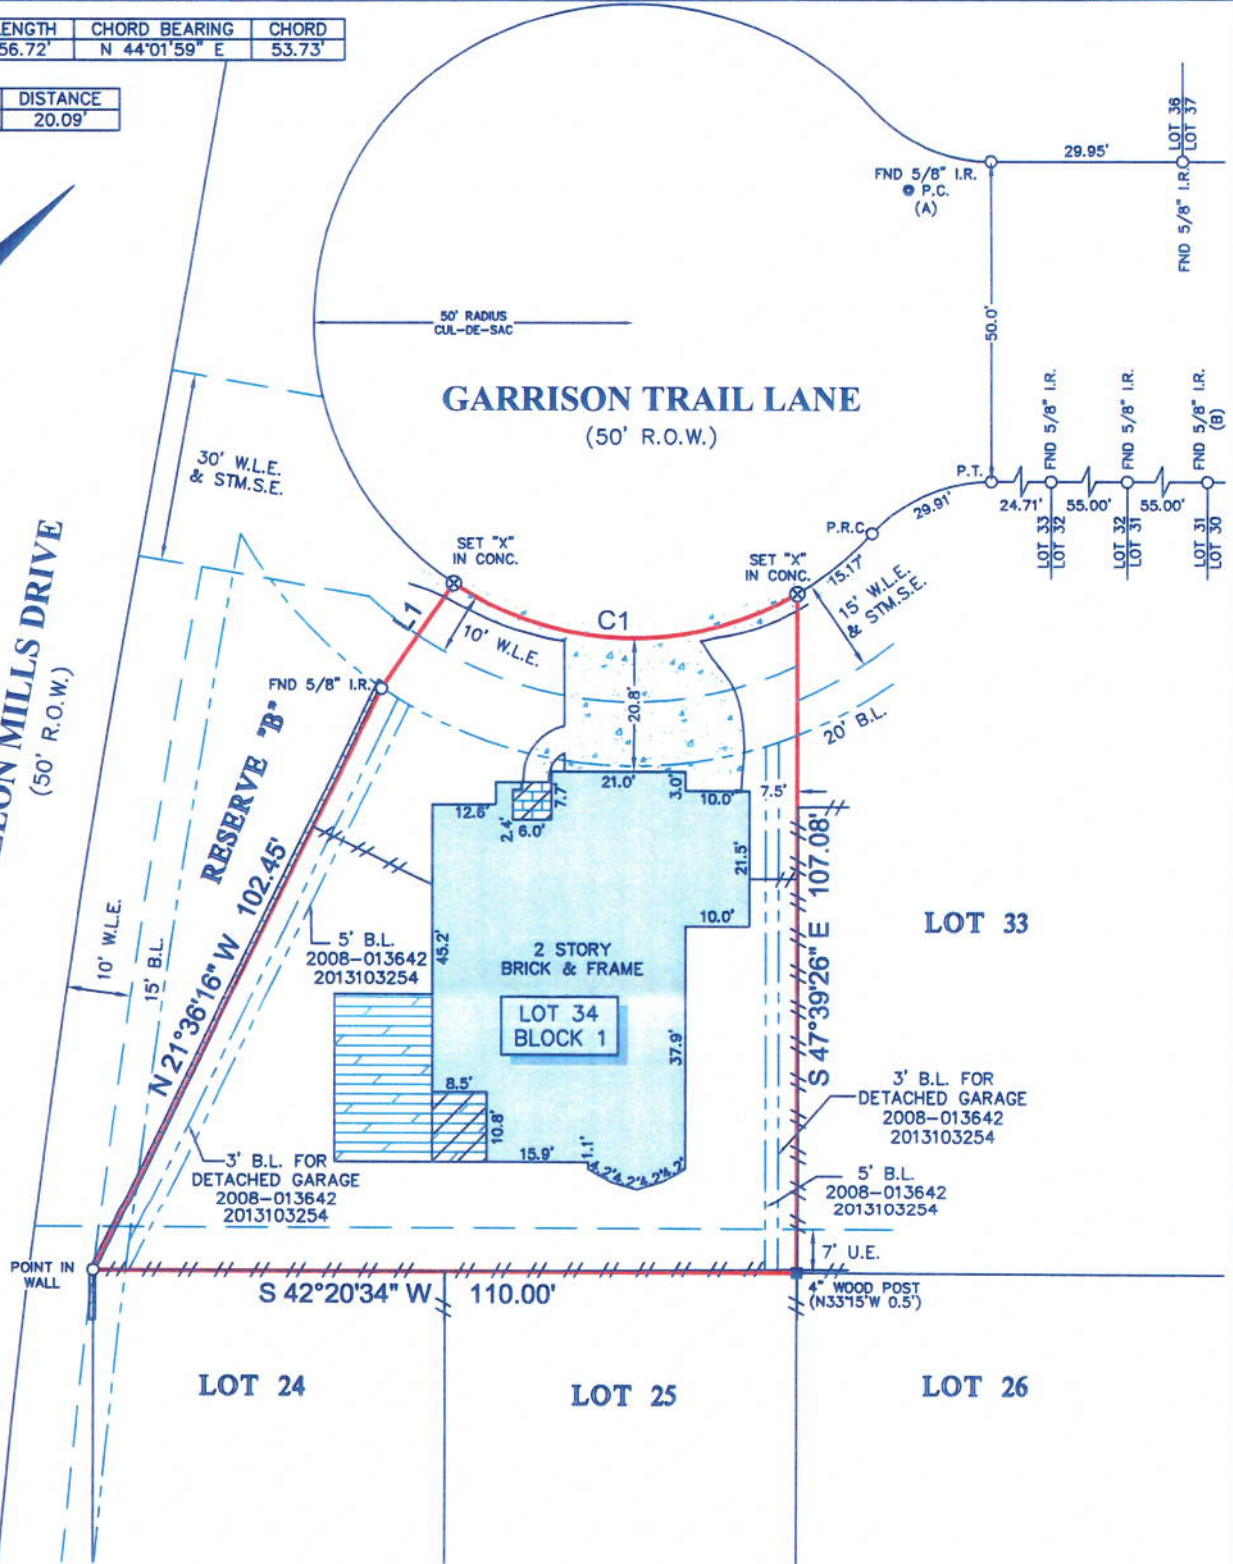 LENGTH CHORD BEARING CHORD
56.72' N 44°01'59" E 53.73'
DISTANCE
20.09'
LOT 36
LOT 37
29.95'
FND 5/8" I.R.
@ P.C.
(A)
FND 5/8" I.R.
50' RADIUS
CUL-DE-SAC
50.0'
GARRISON TRAIL LANE
(50' R.O.W.)
FND 5/8" I.R.
FND 5/8" I.R.
FND 5/8" I.R.
(B)
P.T.
24.71' 55.00' 55.00'
29.91'
P.R.C.
LOT 33
LOT 32
LOT 32
LOT 31
LOT 31
LOT 30
30' W.L.E.
& STM.S.E.
SET "X"
IN CONC.
SET "X"
IN CONC.
15.17'
15' W.L.E.
& STM.S.E.
MILLS DRIVE
(50' R.O.W.)
L1
C1
10' W.L.E.
FND 5/8" I.R.
20.8'
20' B.L.
RESERVE "B"
21.0'
3.0'
10.0'
7.5'
12.6'
7.7'
2.4'
6.0'
21.5'
10.0'
N 21°36'16" W 102.45'
S 47°39'26" E 107.08'
LOT 33
10' W.L.E.
15' B.L.
5' B.L.
2008-013642
2013103254
45.2'
2 STORY
BRICK & FRAME
LOT 34
BLOCK 1
37.9'
8.5'
10.8'
15.9'
1.1'
4.2' 4.2' 4.2' 4.2'
3' B.L. FOR
DETACHED GARAGE
2008-013642
2013103254
3' B.L. FOR
DETACHED GARAGE
2008-013642
2013103254
5' B.L.
2008-013642
2013103254
7' U.E.
POINT IN
WALL
S 42°20'34" W 110.00'
4" WOOD POST
(N33°15'W 0.5')
LOT 24
LOT 25
LOT 26